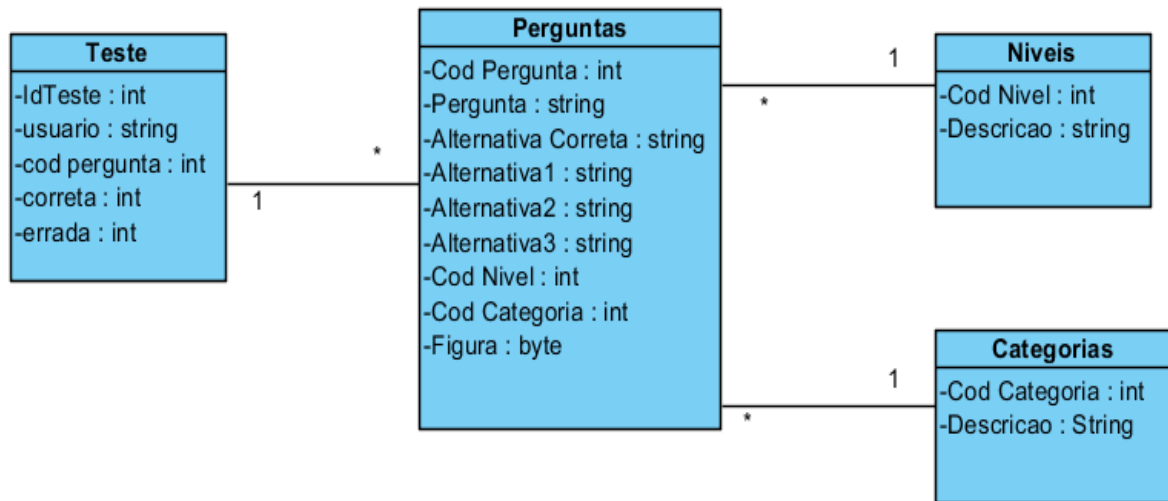 Teste
-IdTeste : int
-usuario : string
-cod pergunta : int
-correta : int
-errada : int
1
*
Perguntas
-Cod Pergunta : int
-Pergunta : string
-Alternativa Correta : string
-Alternativa1 : string
-Alternativa2 : string
-Alternativa3 : string
-Cod Nivel : int
-Cod Categoria : int
-Figura : byte
*
1
Niveis
-Cod Nivel : int
-Descricao : string
*
1
Categorias
-Cod Categoria : int
-Descricao : String